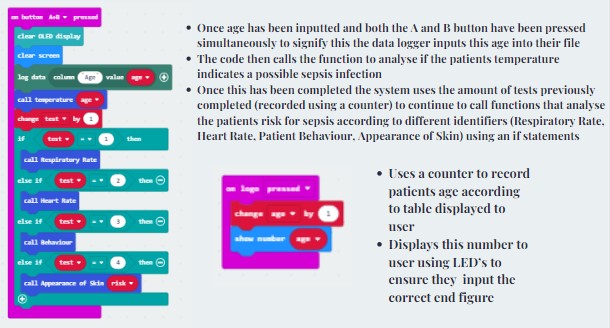 on button A+B pressed
clear OLED display
clear screen
log data column Age value age
call temperature age
change test by 1
if test = 1 then
call Respiratory Rate
else if test = 2 then
call Heart Rate
else if test = 3 then
call Behaviour
else if test = 4 then
call Appearance of Skin risk
• Once age has been inputted and both the A and B button have been pressed
simultaneously to signify this the data logger inputs this age into their file
• The code then calls the function to analyse if the patients temperature
indicates a possible sepsis infection
• Once this has been completed the system uses the amount of tests previously
completed (recorded using a counter) to continue to call functions that analyse
the patients risk for sepsis according to different identifiers (Respiratory Rate,
Heart Rate, Patient Behaviour, Appearance of Skin) using an if statements
on logo pressed
change age by 1
show number age
• Uses a counter to record
patients age according
to table displayed to
user
• Displays this number to
user using LED's to
ensure they input the
correct end figure